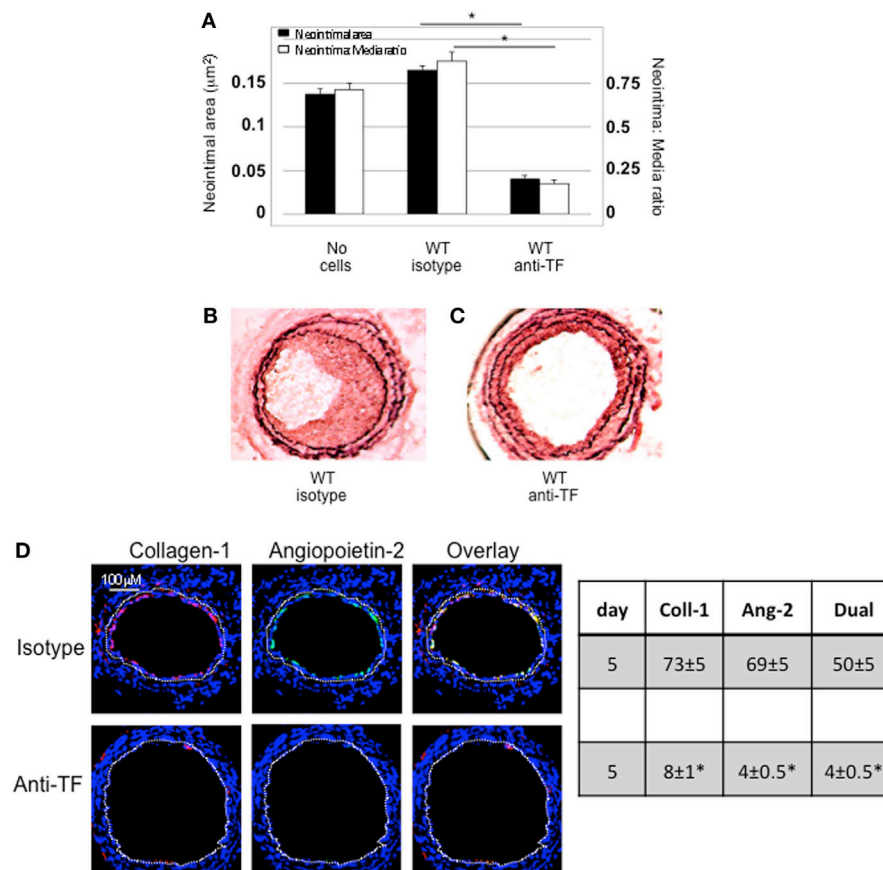 A
Neointimal area
Neointima: Media ratio
*
*
Neointimal area (μm²)
0.15
0.1
0.05
0
0.75
0.5
0.25
0
Neointima: Media ratio
No
cells
WT
isotype
WT
anti-TF
B
C
WT
isotype
WT
anti-TF
D
Collagen-1 Angiopoietin-2 Overlay
100μM
Isotype
Anti-TF
day Coll-1 Ang-2 Dual
5 73±5 69±5 50±5
5 8±1* 4±0.5* 4±0.5*